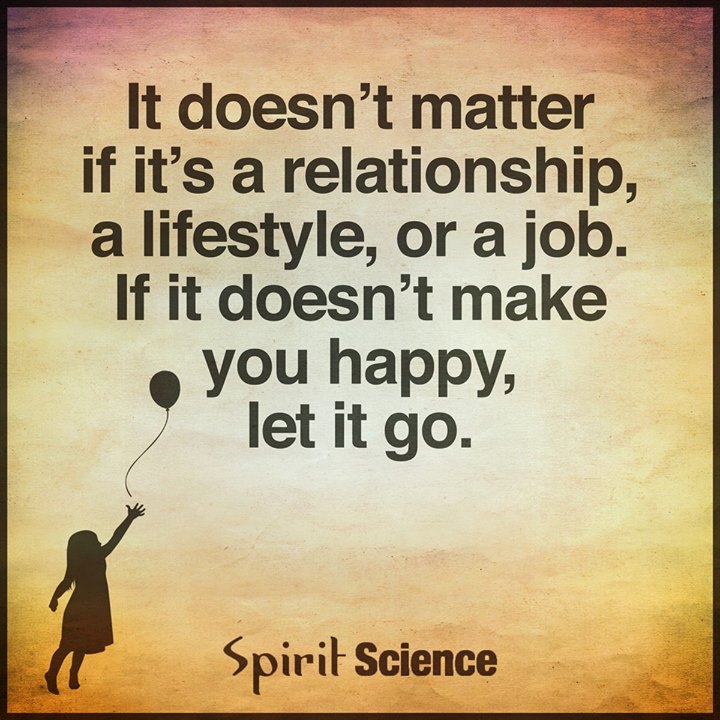 It doesn’t matter
if it’s a relationship,
a lifestyle, or a job.
If it doesn’t make
you happy,
let it go.
Spirit Science